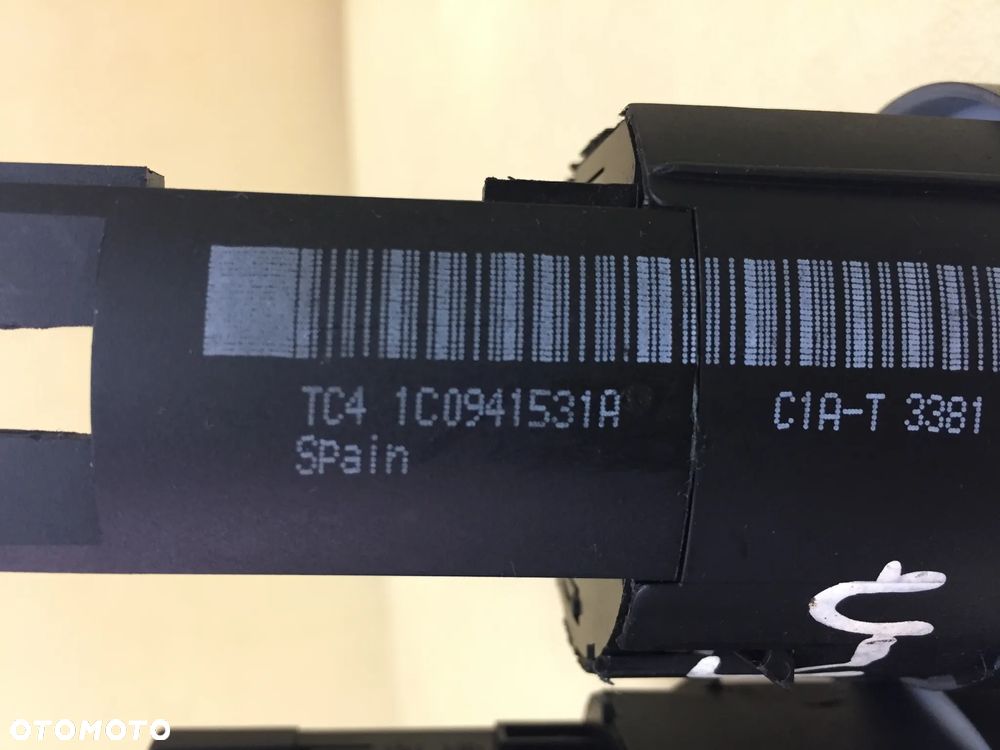 TC4 1C0941531A C1A-T 3381
Spain
OTOMOTO